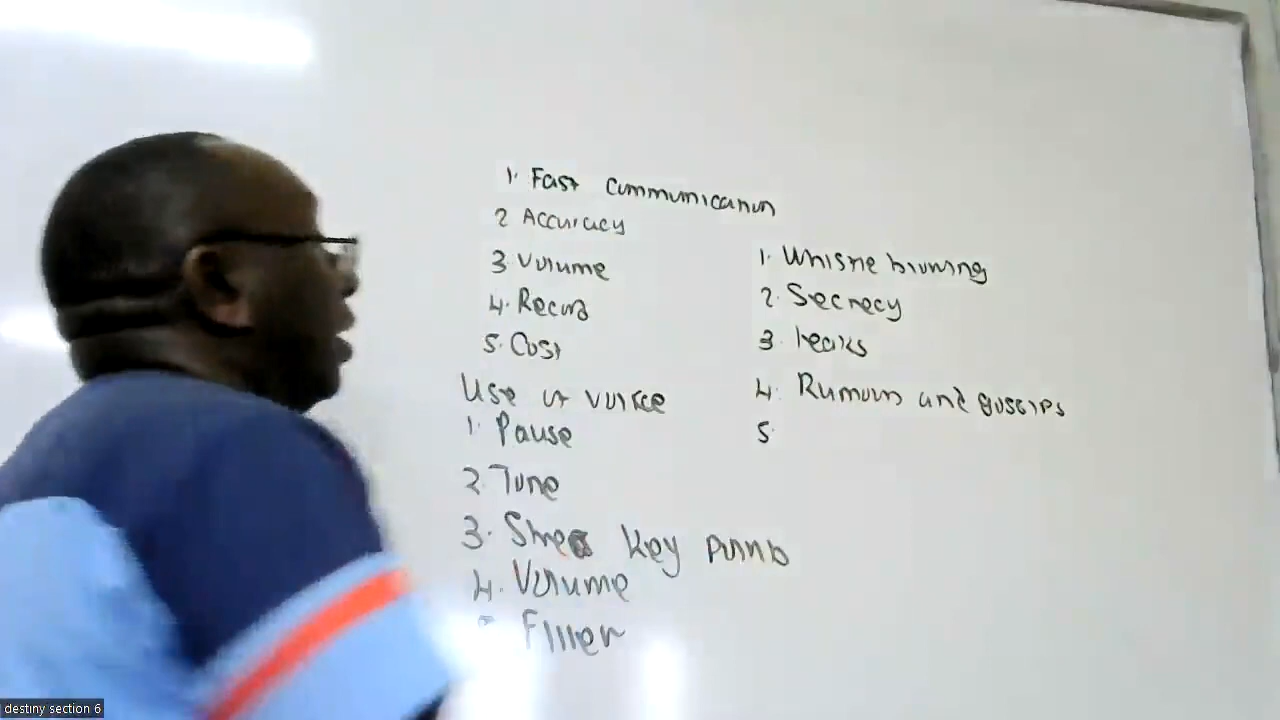 1. Fast Communication
2 Accuracy
3 Volume
4. Record
5. Cost
Use of voice
1. Pause
2. Tone
3. Stress key points
4. Volume
Filler
1. Whistle blowing
2. Secrecy
3. leaks
4. Rumours and gossips
5.
destiny section 6